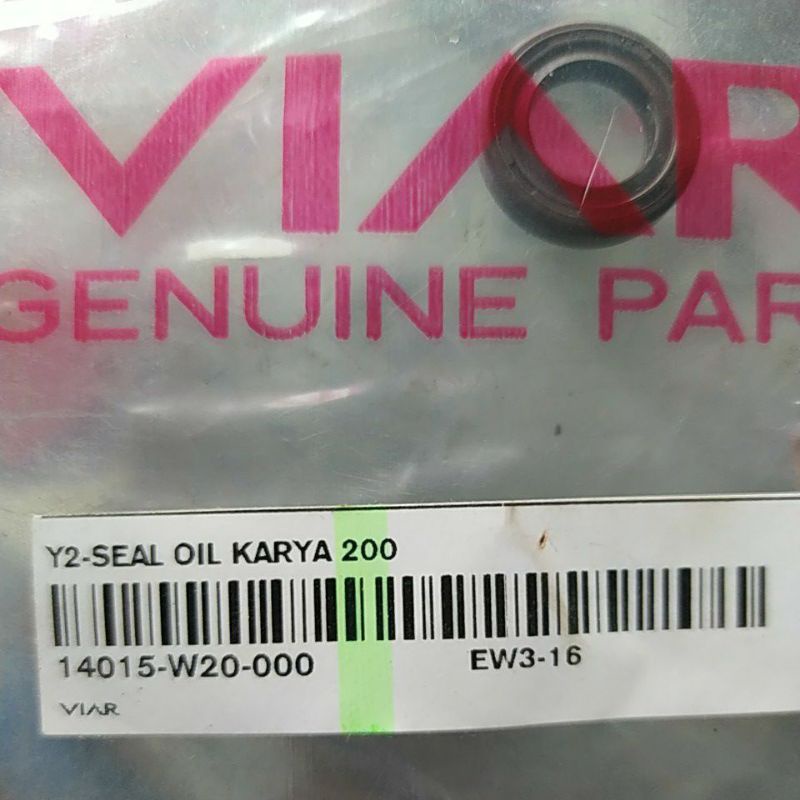 VIAR
GENUINE PAR
Y2-SEAL OIL KARYA 200
14015-W20-000 EW3-16
VIAR